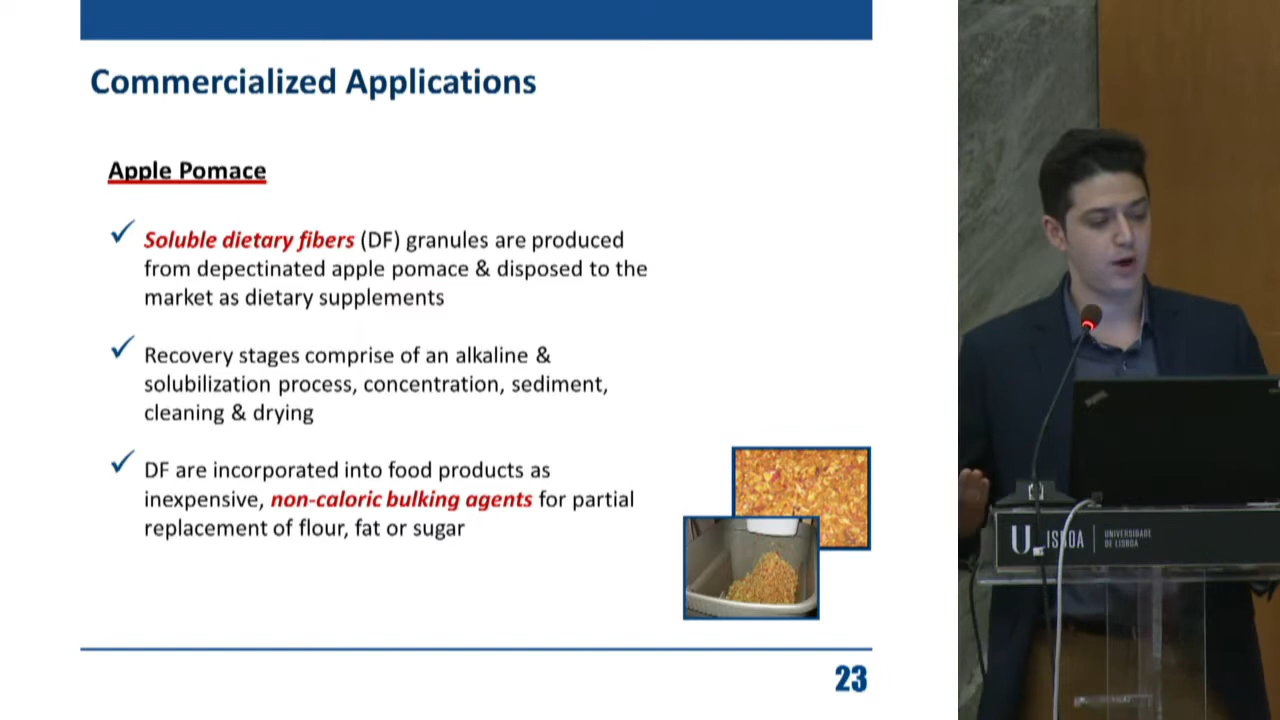 Commercialized Applications
Apple Pomace
Soluble dietary fibers (DF) granules are produced
from depectinated apple pomace & disposed to the
market as dietary supplements
Recovery stages comprise of an alkaline &
solubilization process, concentration, sediment,
cleaning & drying
DF are incorporated into food products as
inexpensive, non-caloric bulking agents for partial
replacement of flour, fat or sugar
23
U
LISBOA
UNIVERSIDADE
DE LISBOA